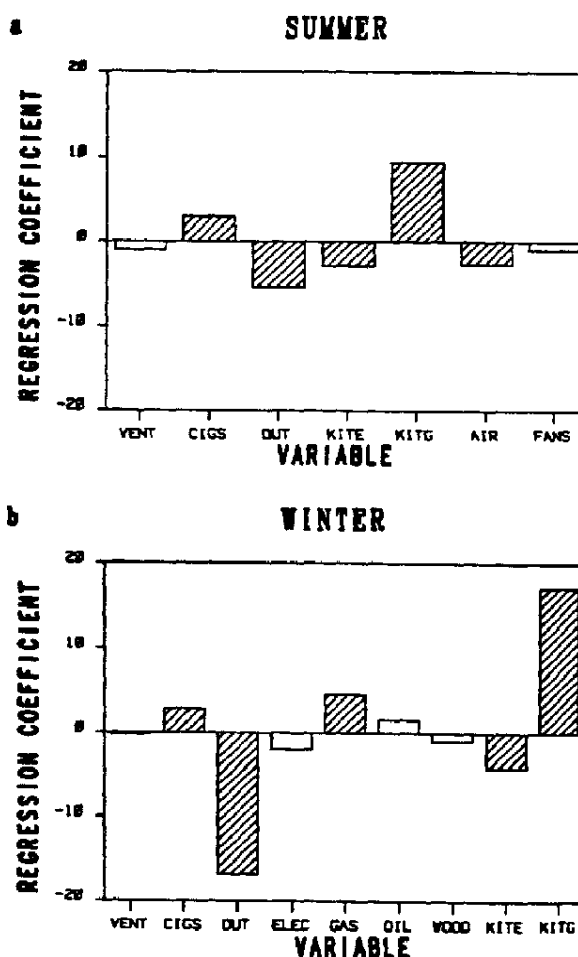 a SUMMER
REGRESSION COEFFICIENT
20
10
0
-10
-20
VENT CIGS OUT KITE KITG AIR FANS
VARIABLE
b WINTER
REGRESSION COEFFICIENT
20
10
0
-10
-20
VENT CIGS OUT ELEC GAS OIL WOOD KITE KITG
VARIABLE